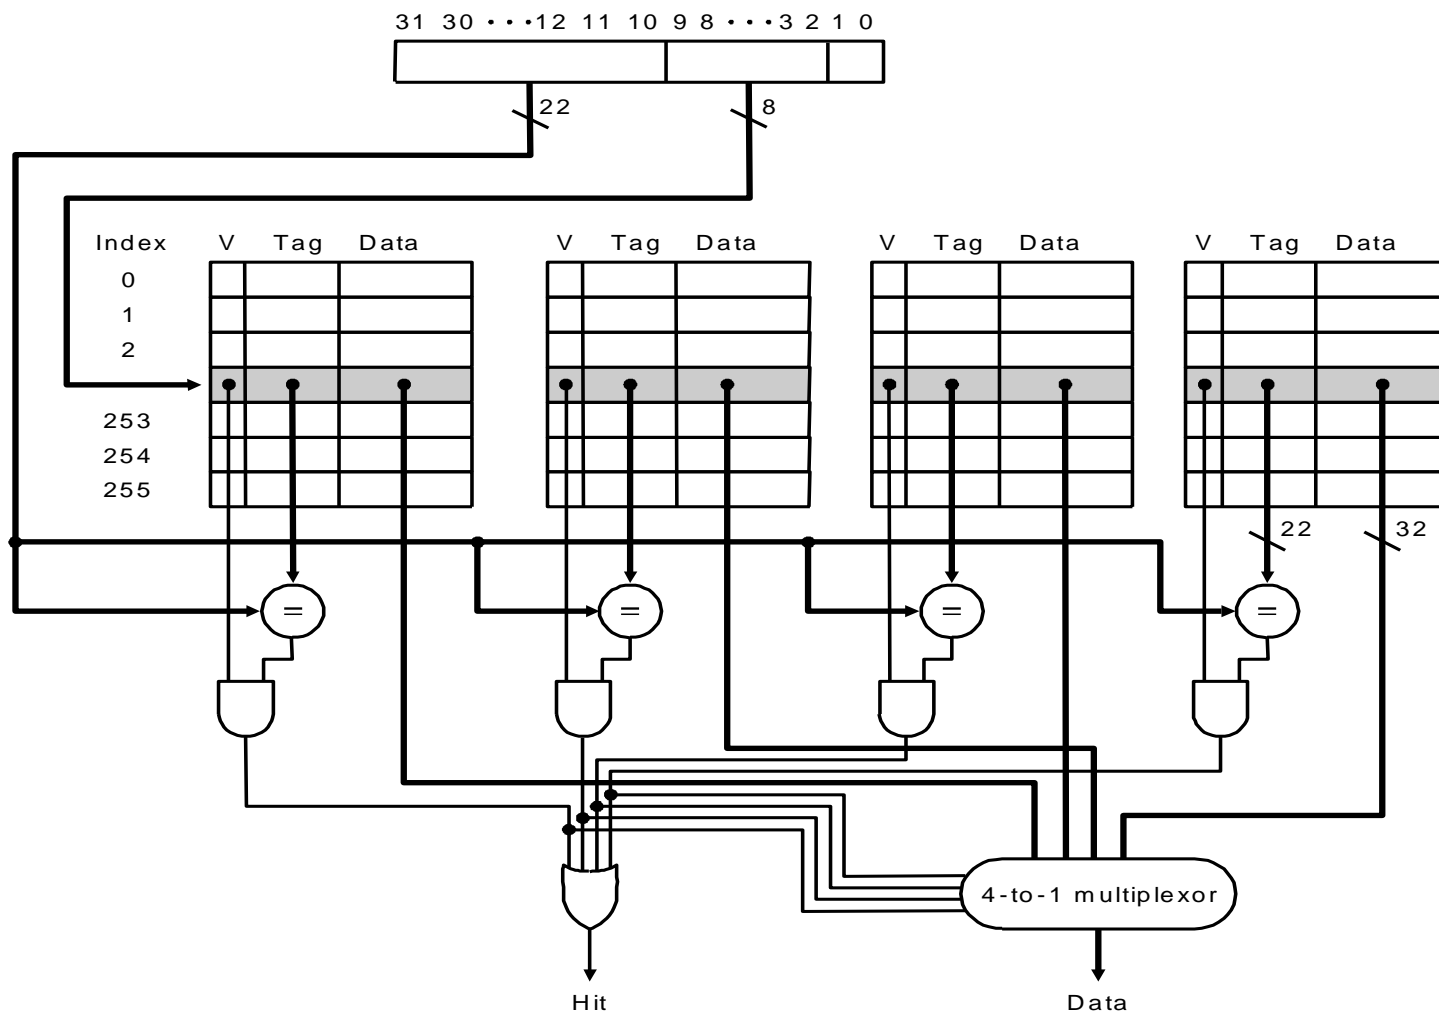 31 30 ···12 11 10 9 8 ···3 2 1 0
22 8
Index V Tag Data V Tag Data V Tag Data V Tag Data
0
1
2
253
254
255
22 32
= = = =
4-to-1 multiplexor
Hit Data